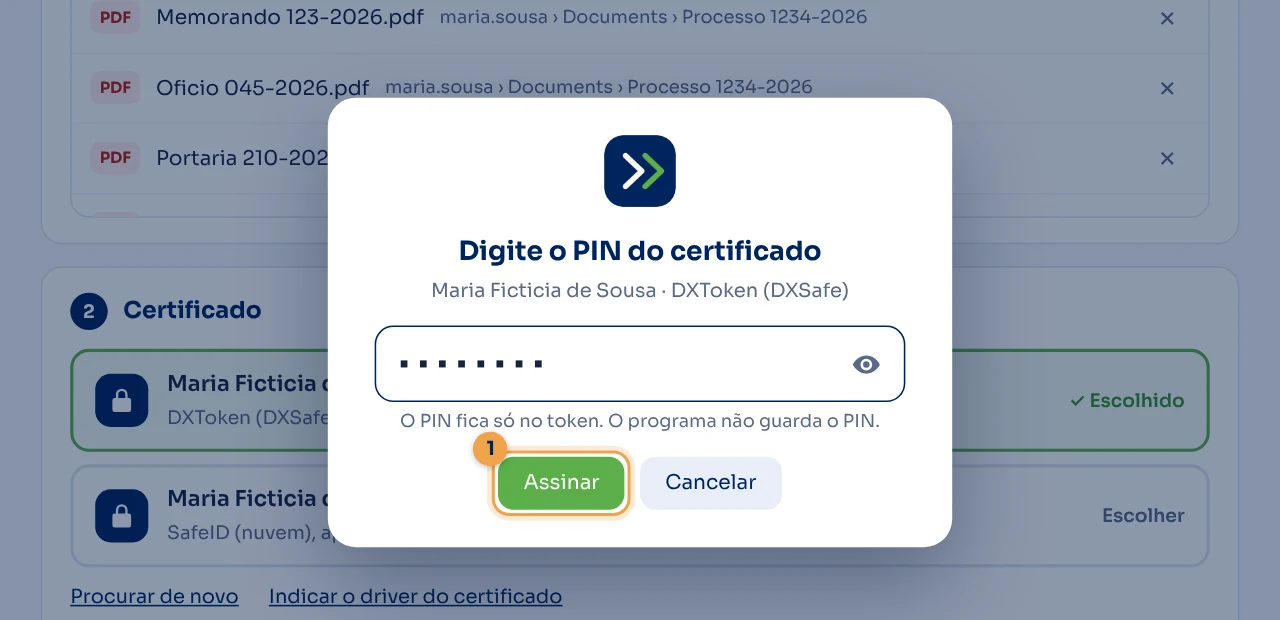 PDF Memorando 123-2026.pdf maria.sousa › Documents › Processo 1234-2026 ×
PDF Oficio 045-2026.pdf maria.sousa › Documents › Processo 1234-2026 ×
PDF Portaria 210-202 ×
Digite o PIN do certificado
Maria Ficticia de Sousa · DXToken (DXSafe)
O PIN fica só no token. O programa não guarda o PIN.
1
Assinar Cancelar
2 Certificado
Maria Ficticia
DXToken (DXSafe
✓ Escolhido
Maria Ficticia
SafeID (nuvem),
Escolher
Procurar de novo Indicar o driver do certificado